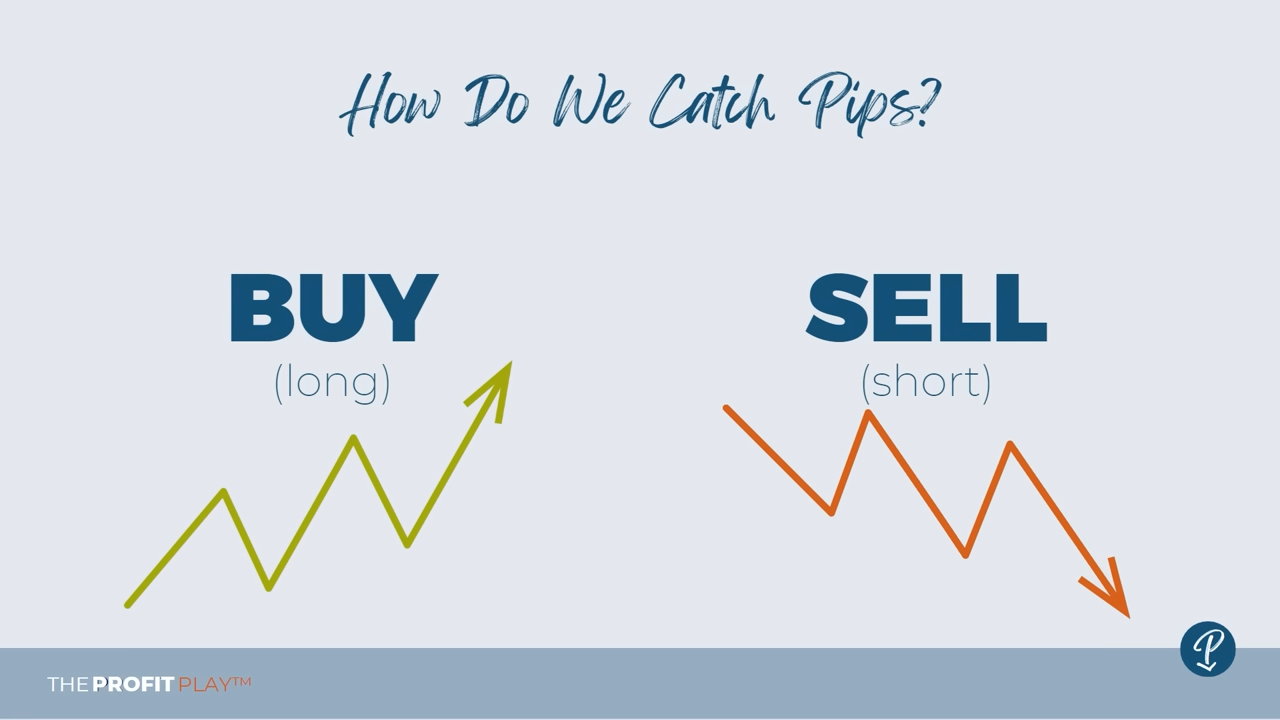 How Do We Catch Pips?
BUY
(long)
SELL
(short)
THE PROFIT PLAY™
P